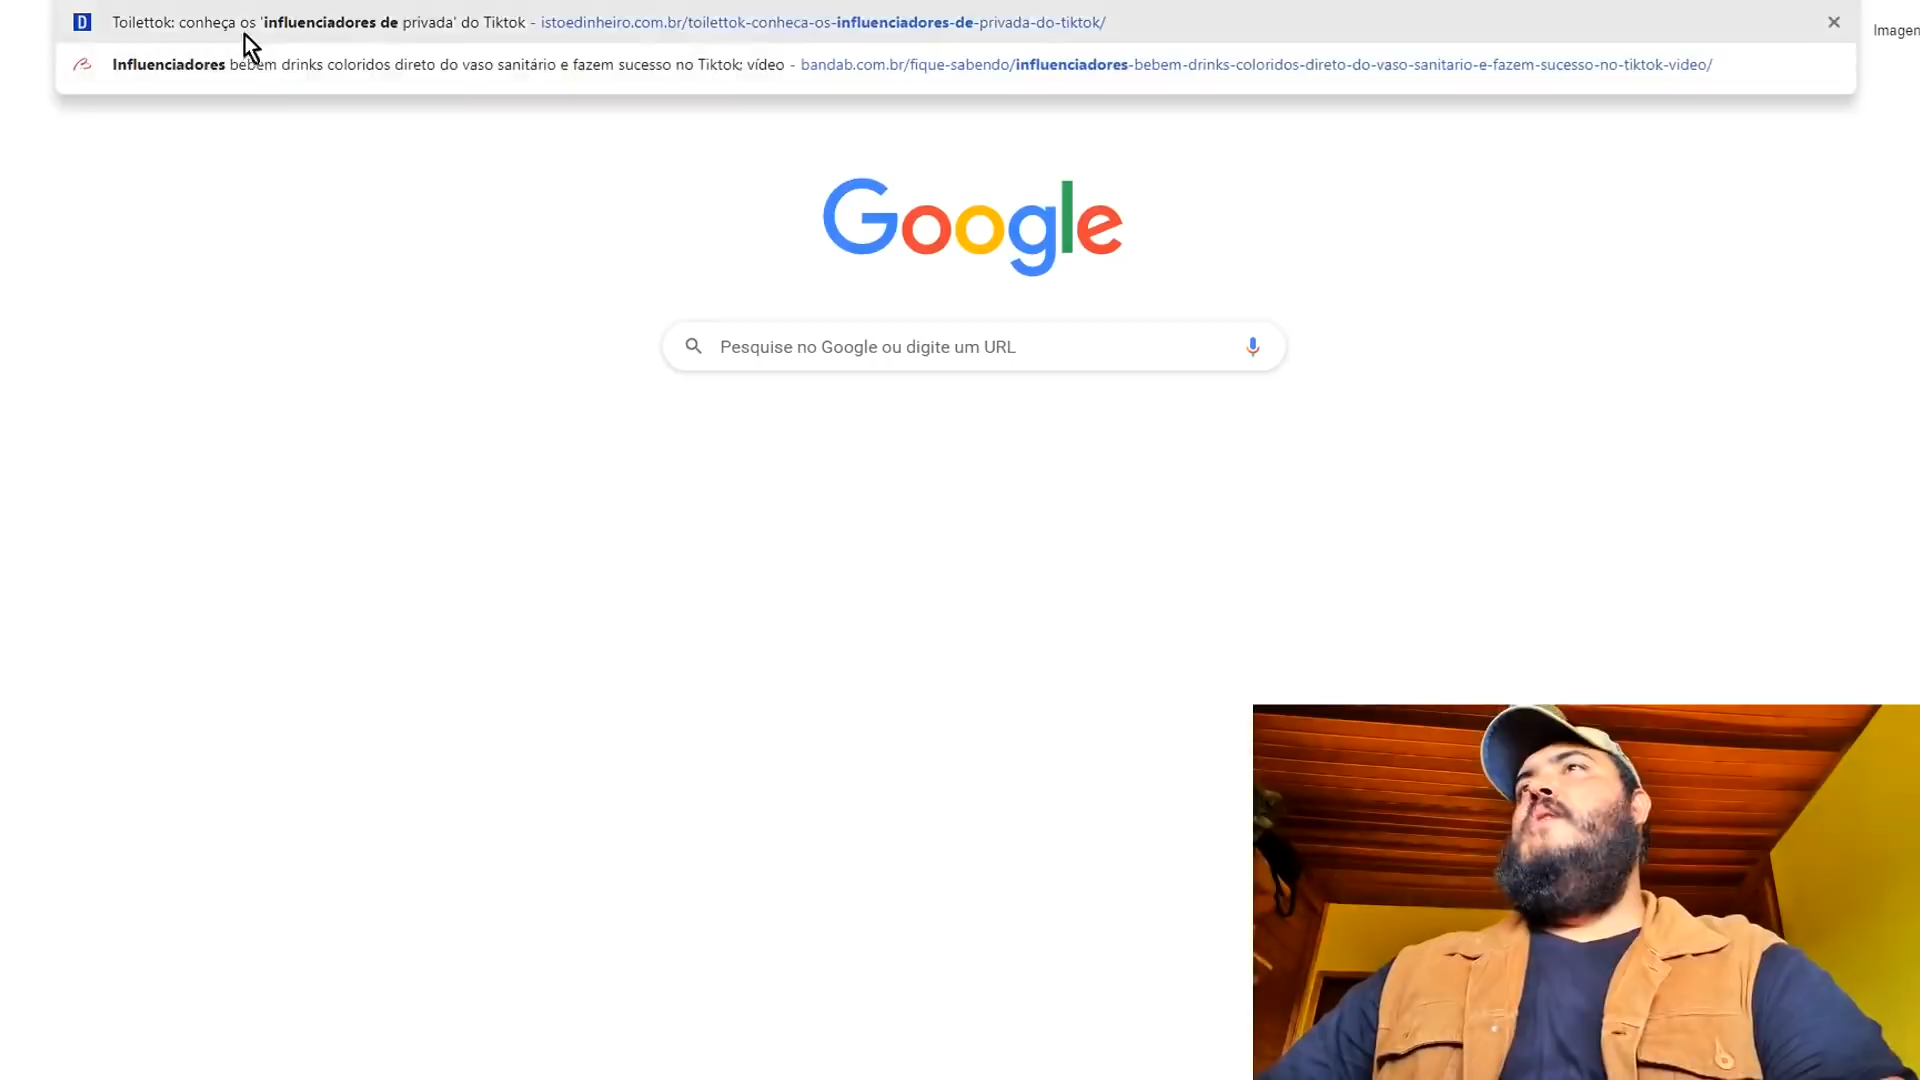 Toilettok: conheça os 'influenciadores de privada' do Tiktok - istoedinheiro.com.br/toilettok-conheca-os-influenciadores-de-privada-do-tiktok/
Imagen
Influenciadores bebem drinks coloridos direto do vaso sanitário e fazem sucesso no Tiktok; vídeo - bandab.com.br/fique-sabendo/influenciadores-bebem-drinks-coloridos-direto-do-vaso-sanitario-e-fazem-sucesso-no-tiktok-video/
Google
Pesquise no Google ou digite um URL